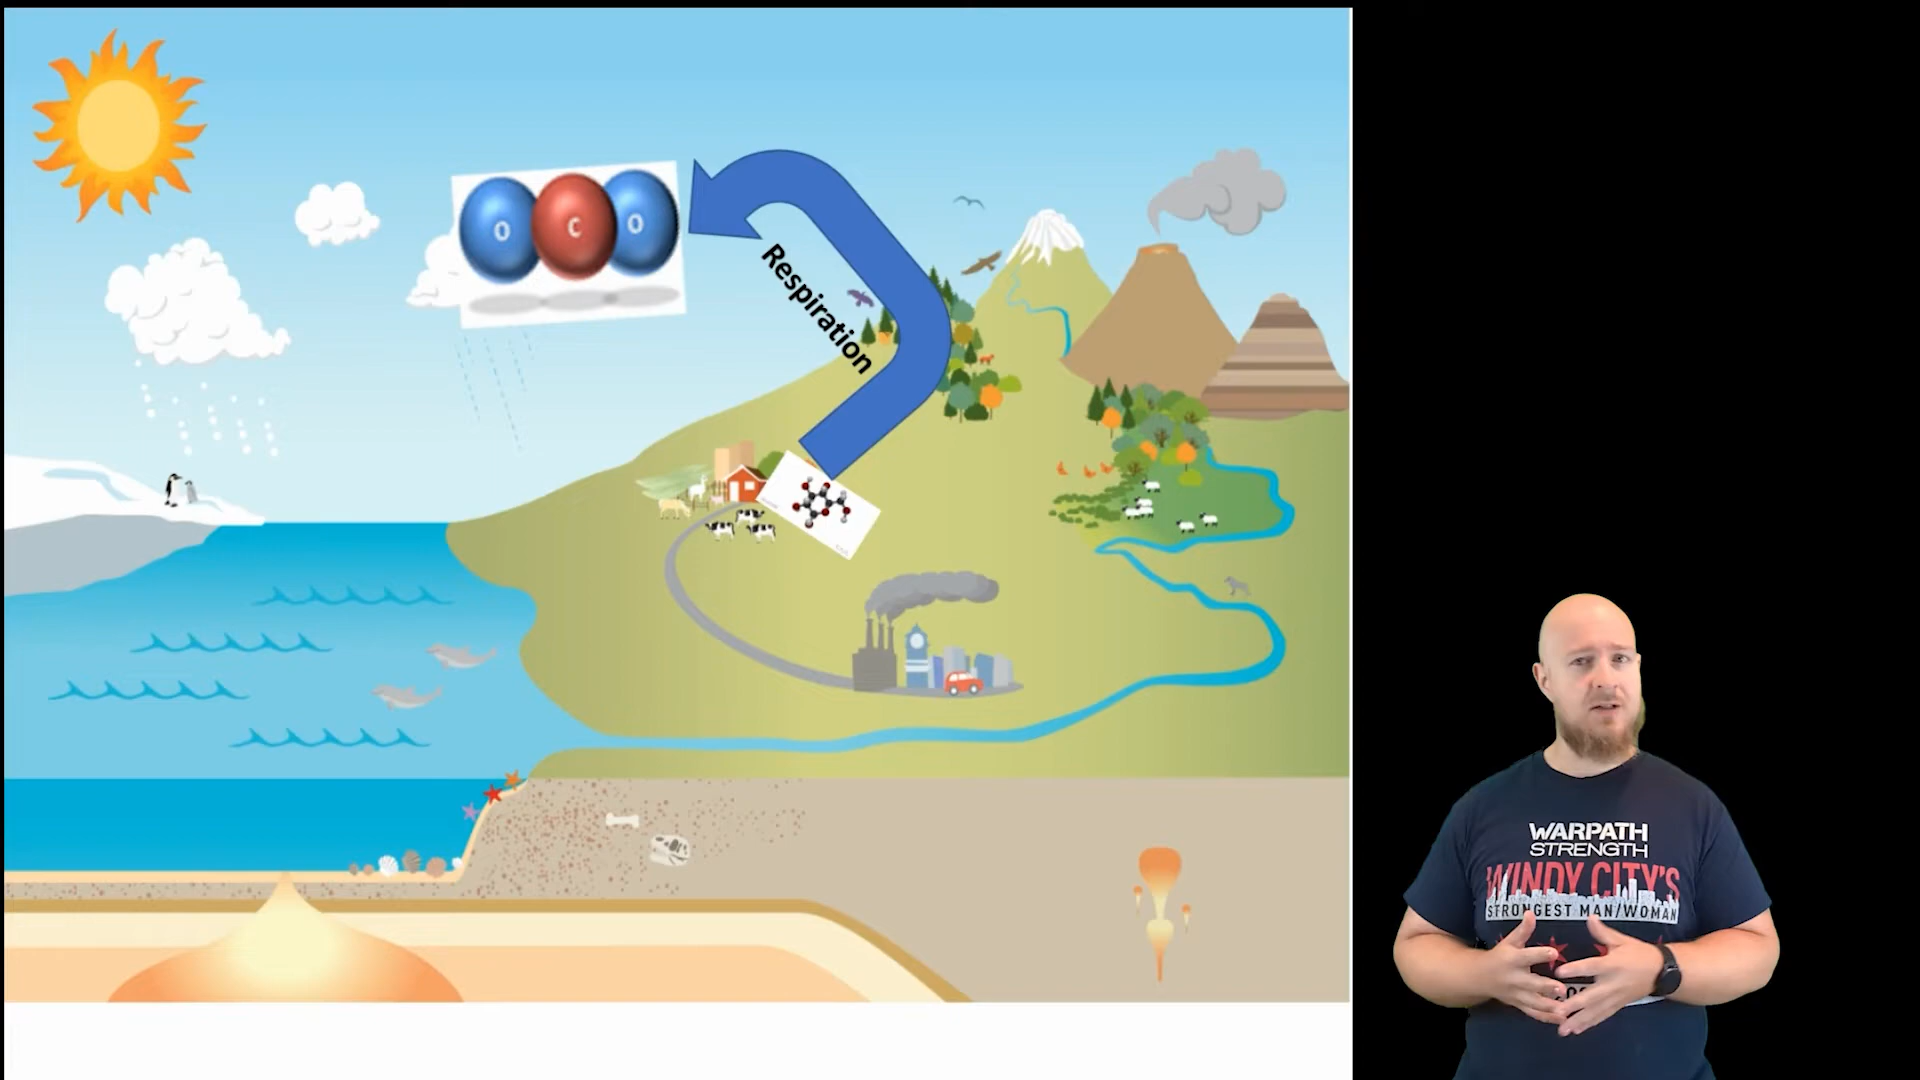 O C O
Respiration
WARPATH
STRENGTH
WINDY CITY'S
STRONGEST MAN/WOMAN